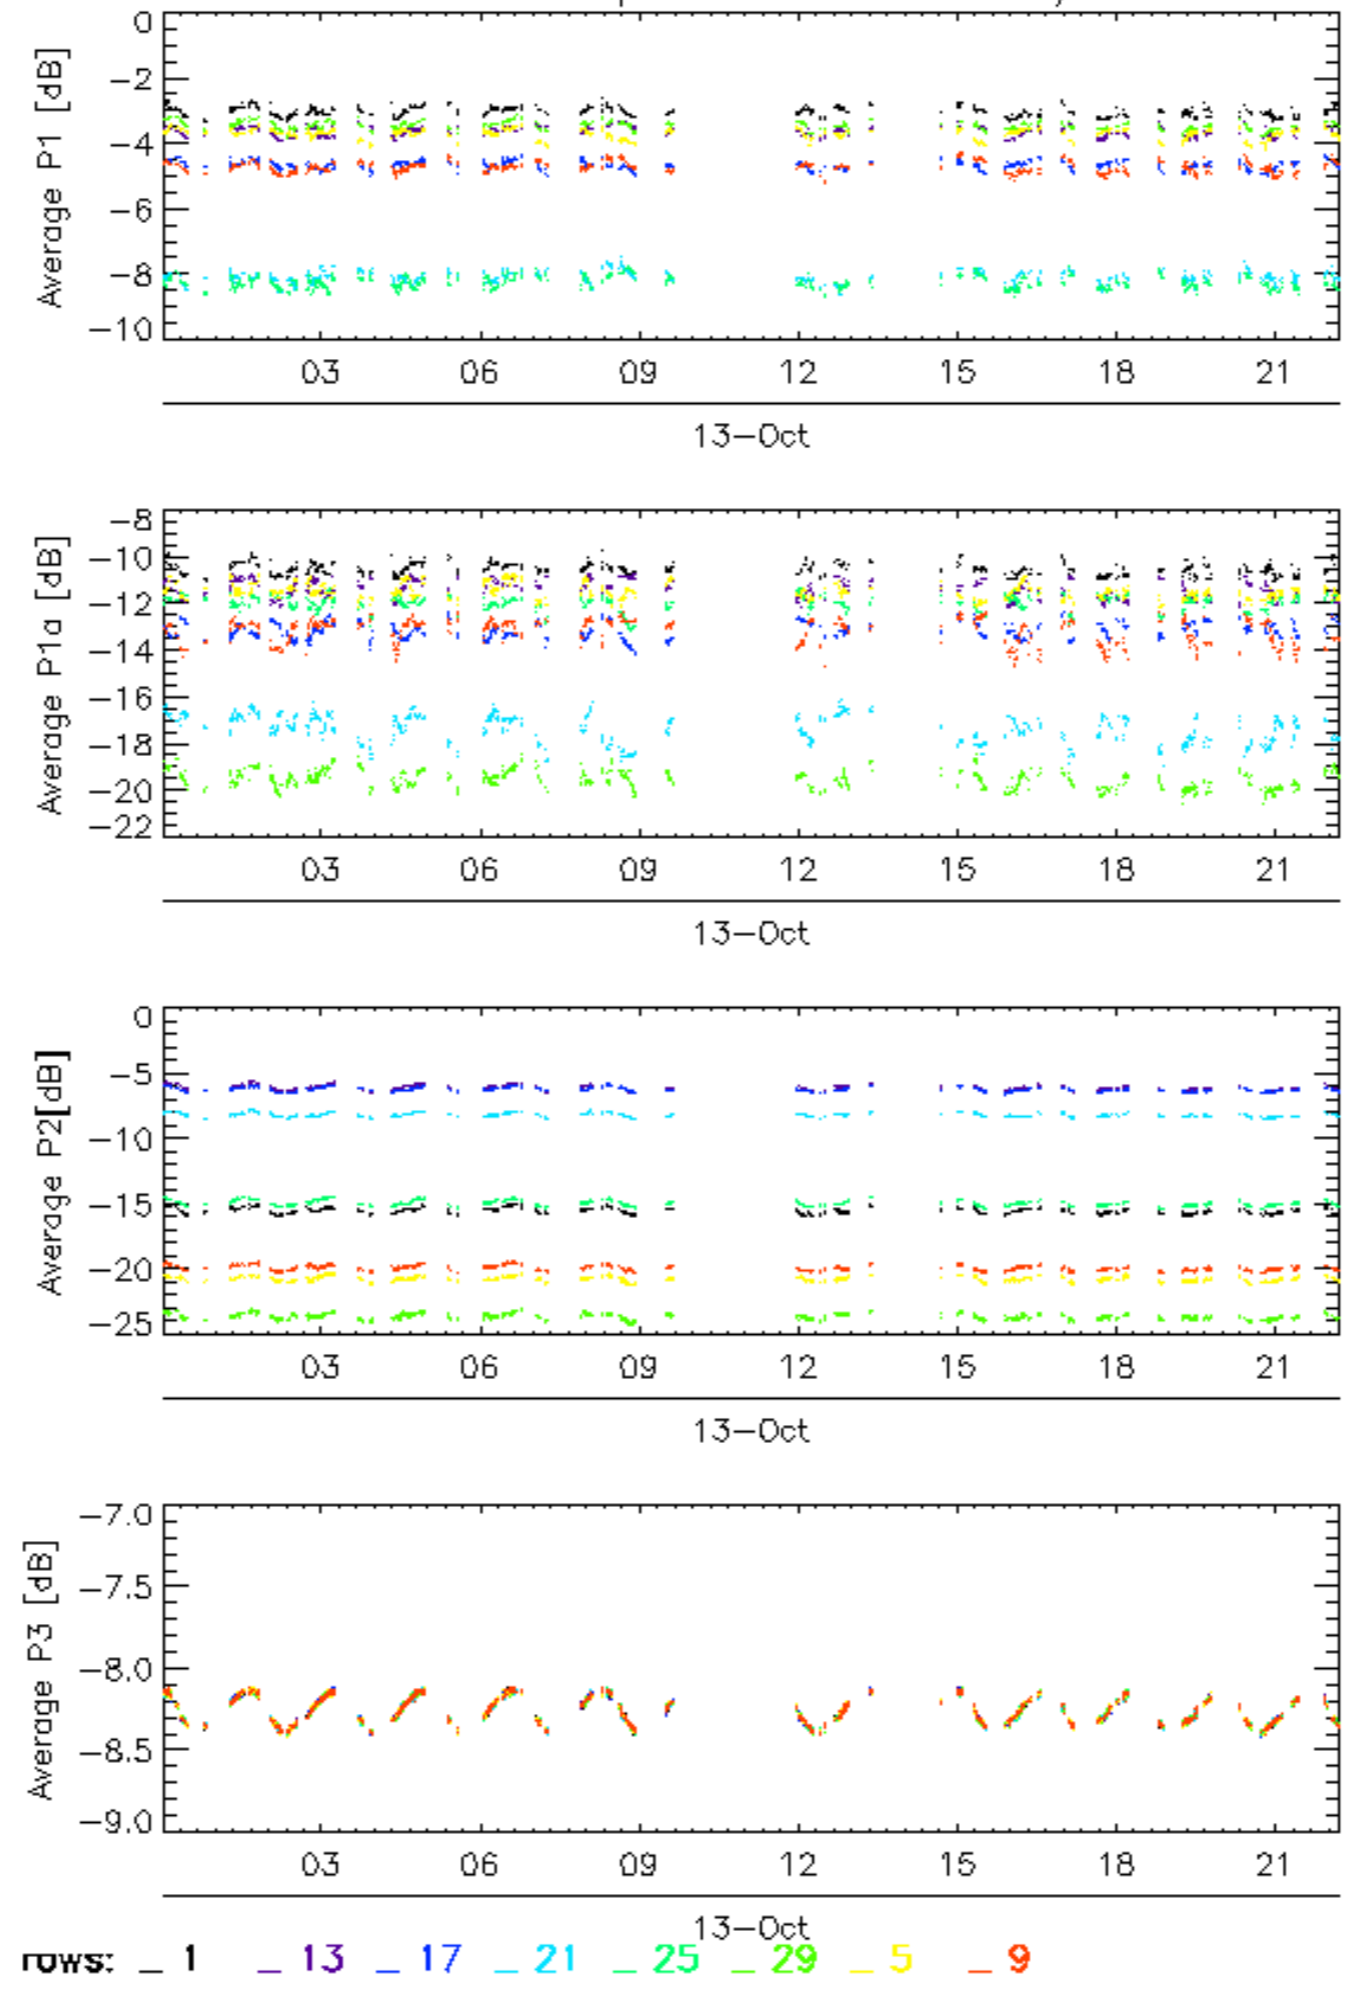 Average P1 [dB]
0
−2
−4
−6
−8
−10
03 06 09 12 15 18 21
13−Oct
Average P1a [dB]
−8
−10
−12
−14
−16
−18
−20
−22
03 06 09 12 15 18 21
13−Oct
Average P2[dB]
0
−5
−10
−15
−20
−25
03 06 09 12 15 18 21
13−Oct
Average P3 [dB]
−7.0
−7.5
−8.0
−8.5
−9.0
03 06 09 12 15 18 21
13−Oct
rows: _ 1 _ 13 _ 17 _ 21 _ 25 _ 29 _ 5 _ 9